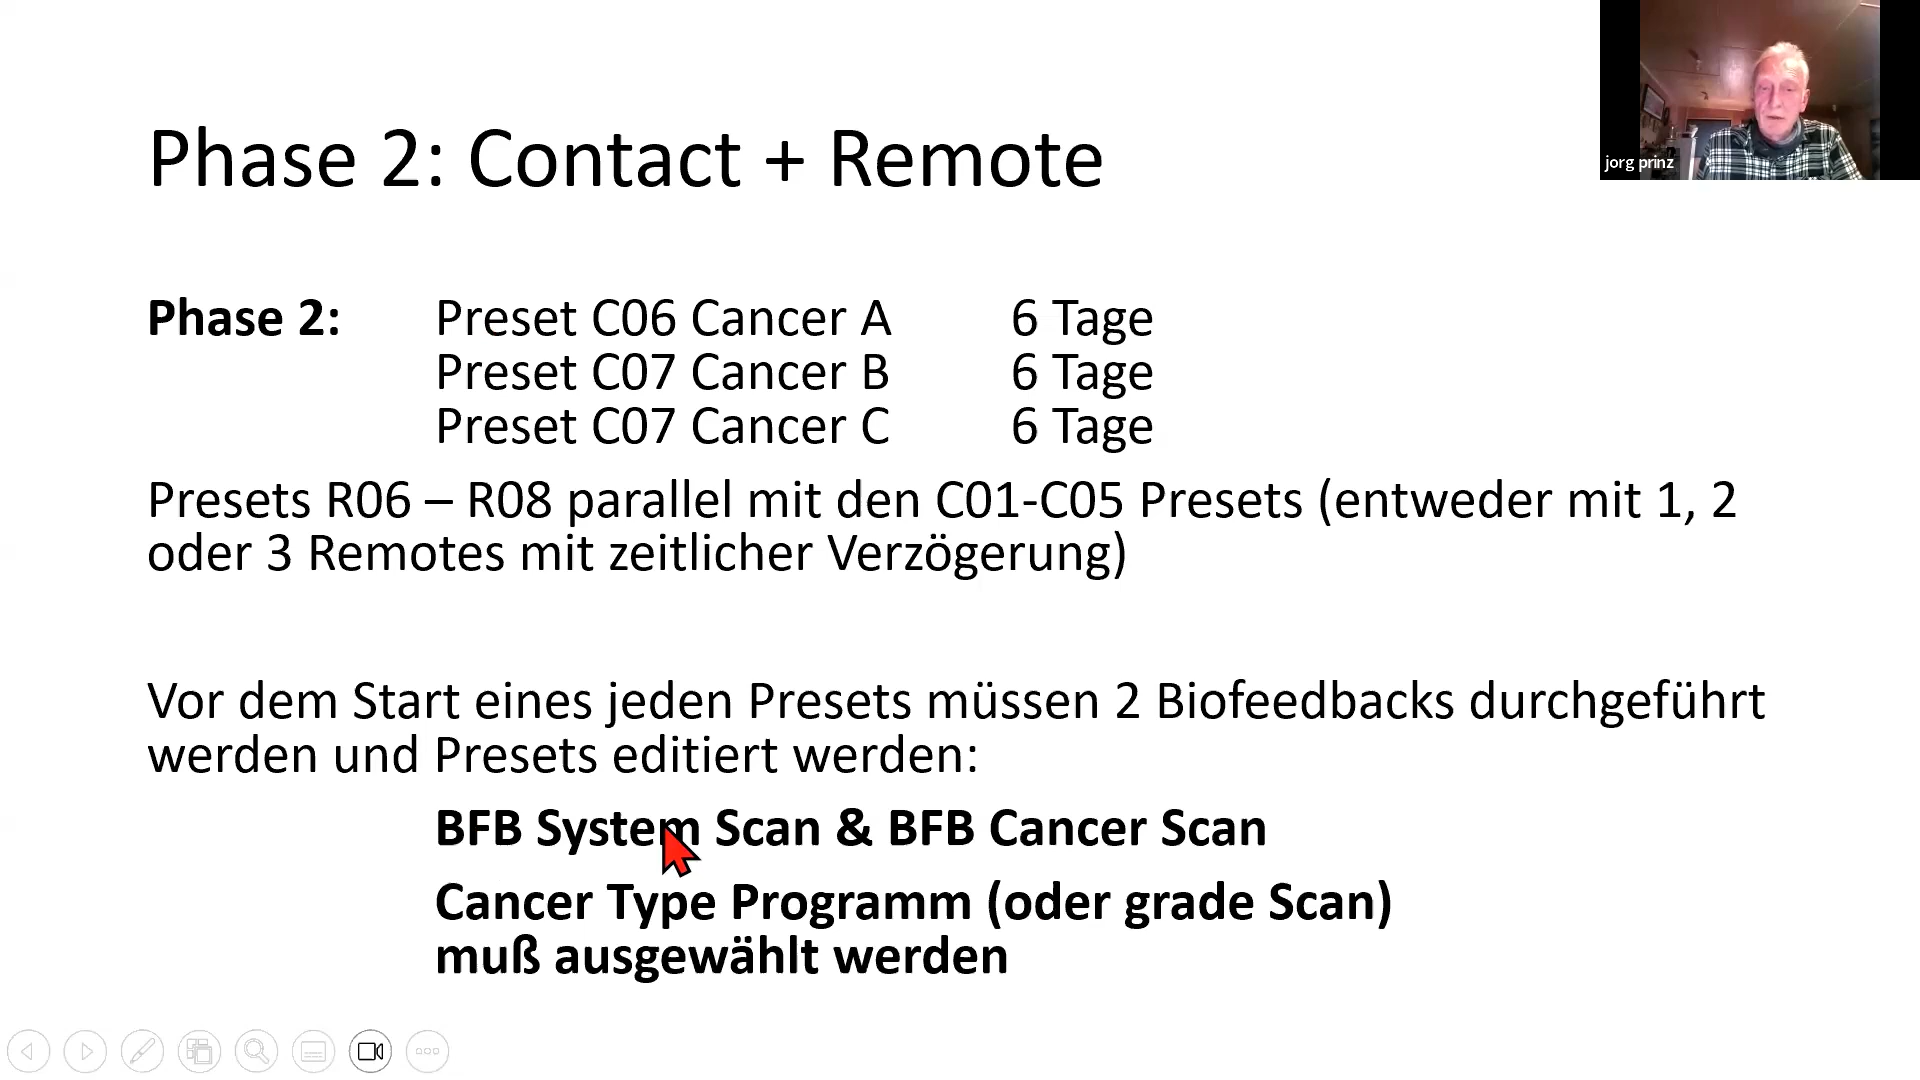 jorg prinz
Phase 2: Contact + Remote
Phase 2: Preset C06 Cancer A 6 Tage
Preset C07 Cancer B 6 Tage
Preset C07 Cancer C 6 Tage
Presets R06 – R08 parallel mit den C01-C05 Presets (entweder mit 1, 2
oder 3 Remotes mit zeitlicher Verzögerung)
Vor dem Start eines jeden Presets müssen 2 Biofeedbacks durchgeführt
werden und Presets editiert werden:
BFB System Scan & BFB Cancer Scan
Cancer Type Programm (oder grade Scan)
muß ausgewählt werden